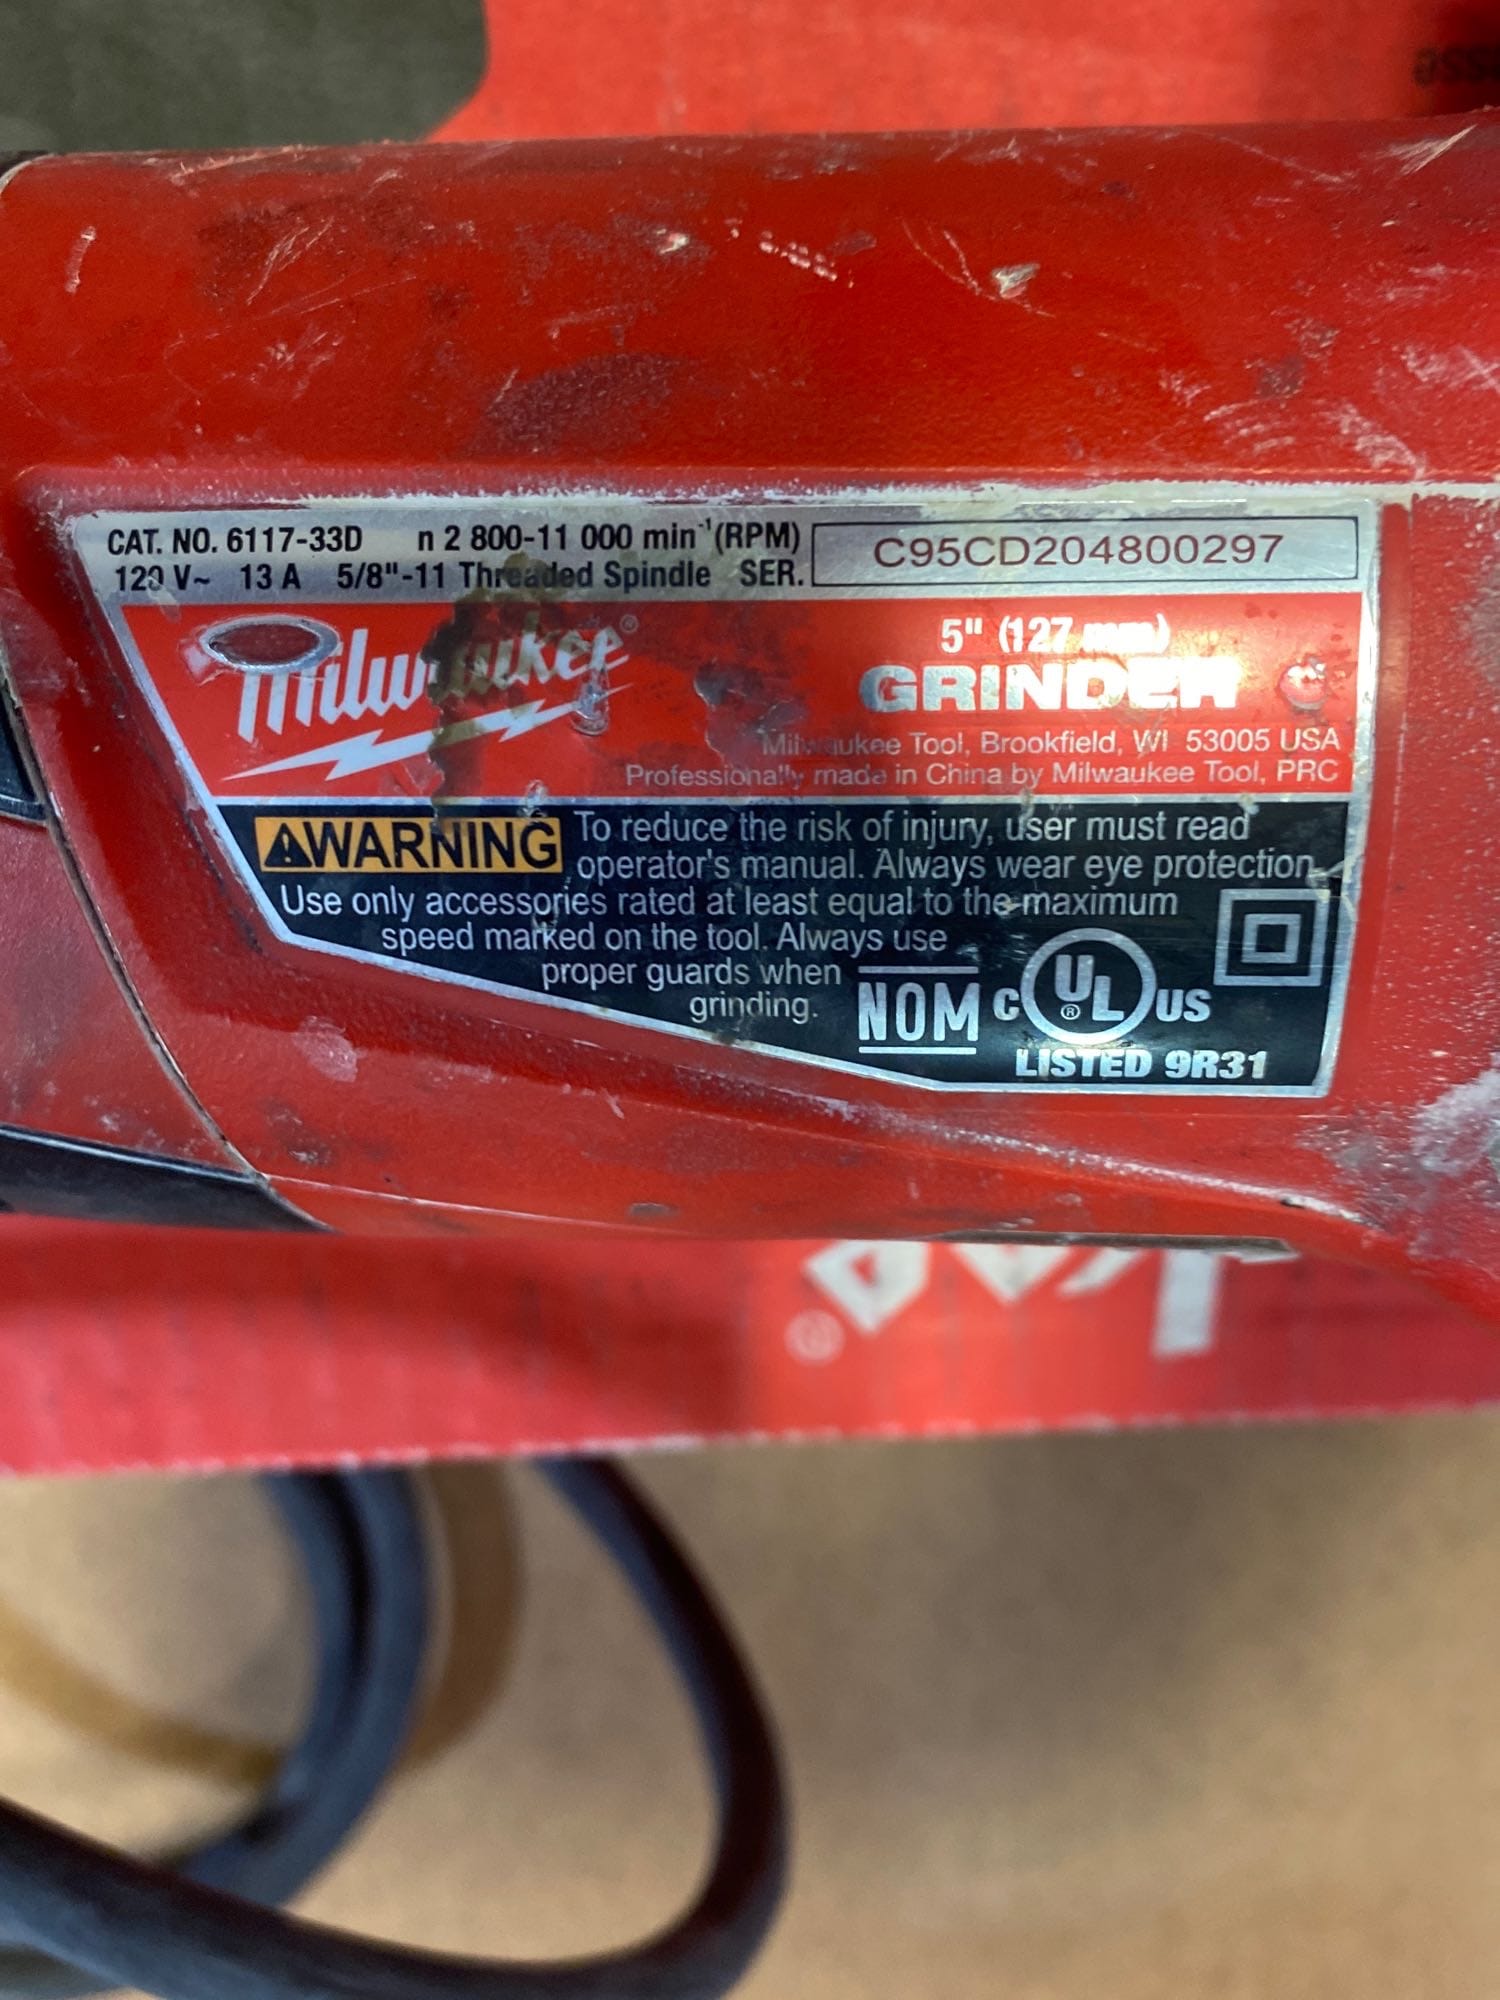 CAT. NO. 6117-33D n 2 800-11 000 min⁻¹ (RPM)
120 V~ 13 A 5/8"-11 Threaded Spindle SER. C95CD204800297
Milwaukee®
5" (127 mm)
GRINDER
Milwaukee Tool, Brookfield, WI 53005 USA
Professionally made in China by Milwaukee Tool, PRC
⚠WARNING To reduce the risk of injury, user must read
operator's manual. Always wear eye protection.
Use only accessories rated at least equal to the maximum
speed marked on the tool. Always use
proper guards when
grinding.
NOM C UL® US
LISTED 9R31